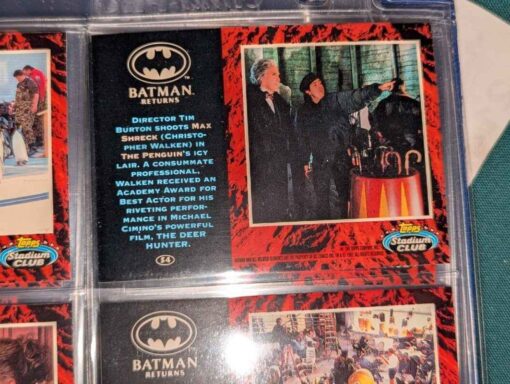 BATMAN
RETURNS
DIRECTOR TIM
BURTON SHOOTS MAX
SHRECK (CHRISTO-
PHER WALKEN) IN
THE PENGUIN'S ICY
LAIR. A CONSUMMATE
PROFESSIONAL,
WALKEN RECEIVED AN
ACADEMY AWARD FOR
BEST ACTOR FOR HIS
RIVETING PERFOR-
MANCE IN MICHAEL
CIMINO'S POWERFUL
FILM, THE DEER
HUNTER.
54
TOPPS
Stadium
CLUB
TOPPS
Stadium
CLUB
BATMAN
RETURNS